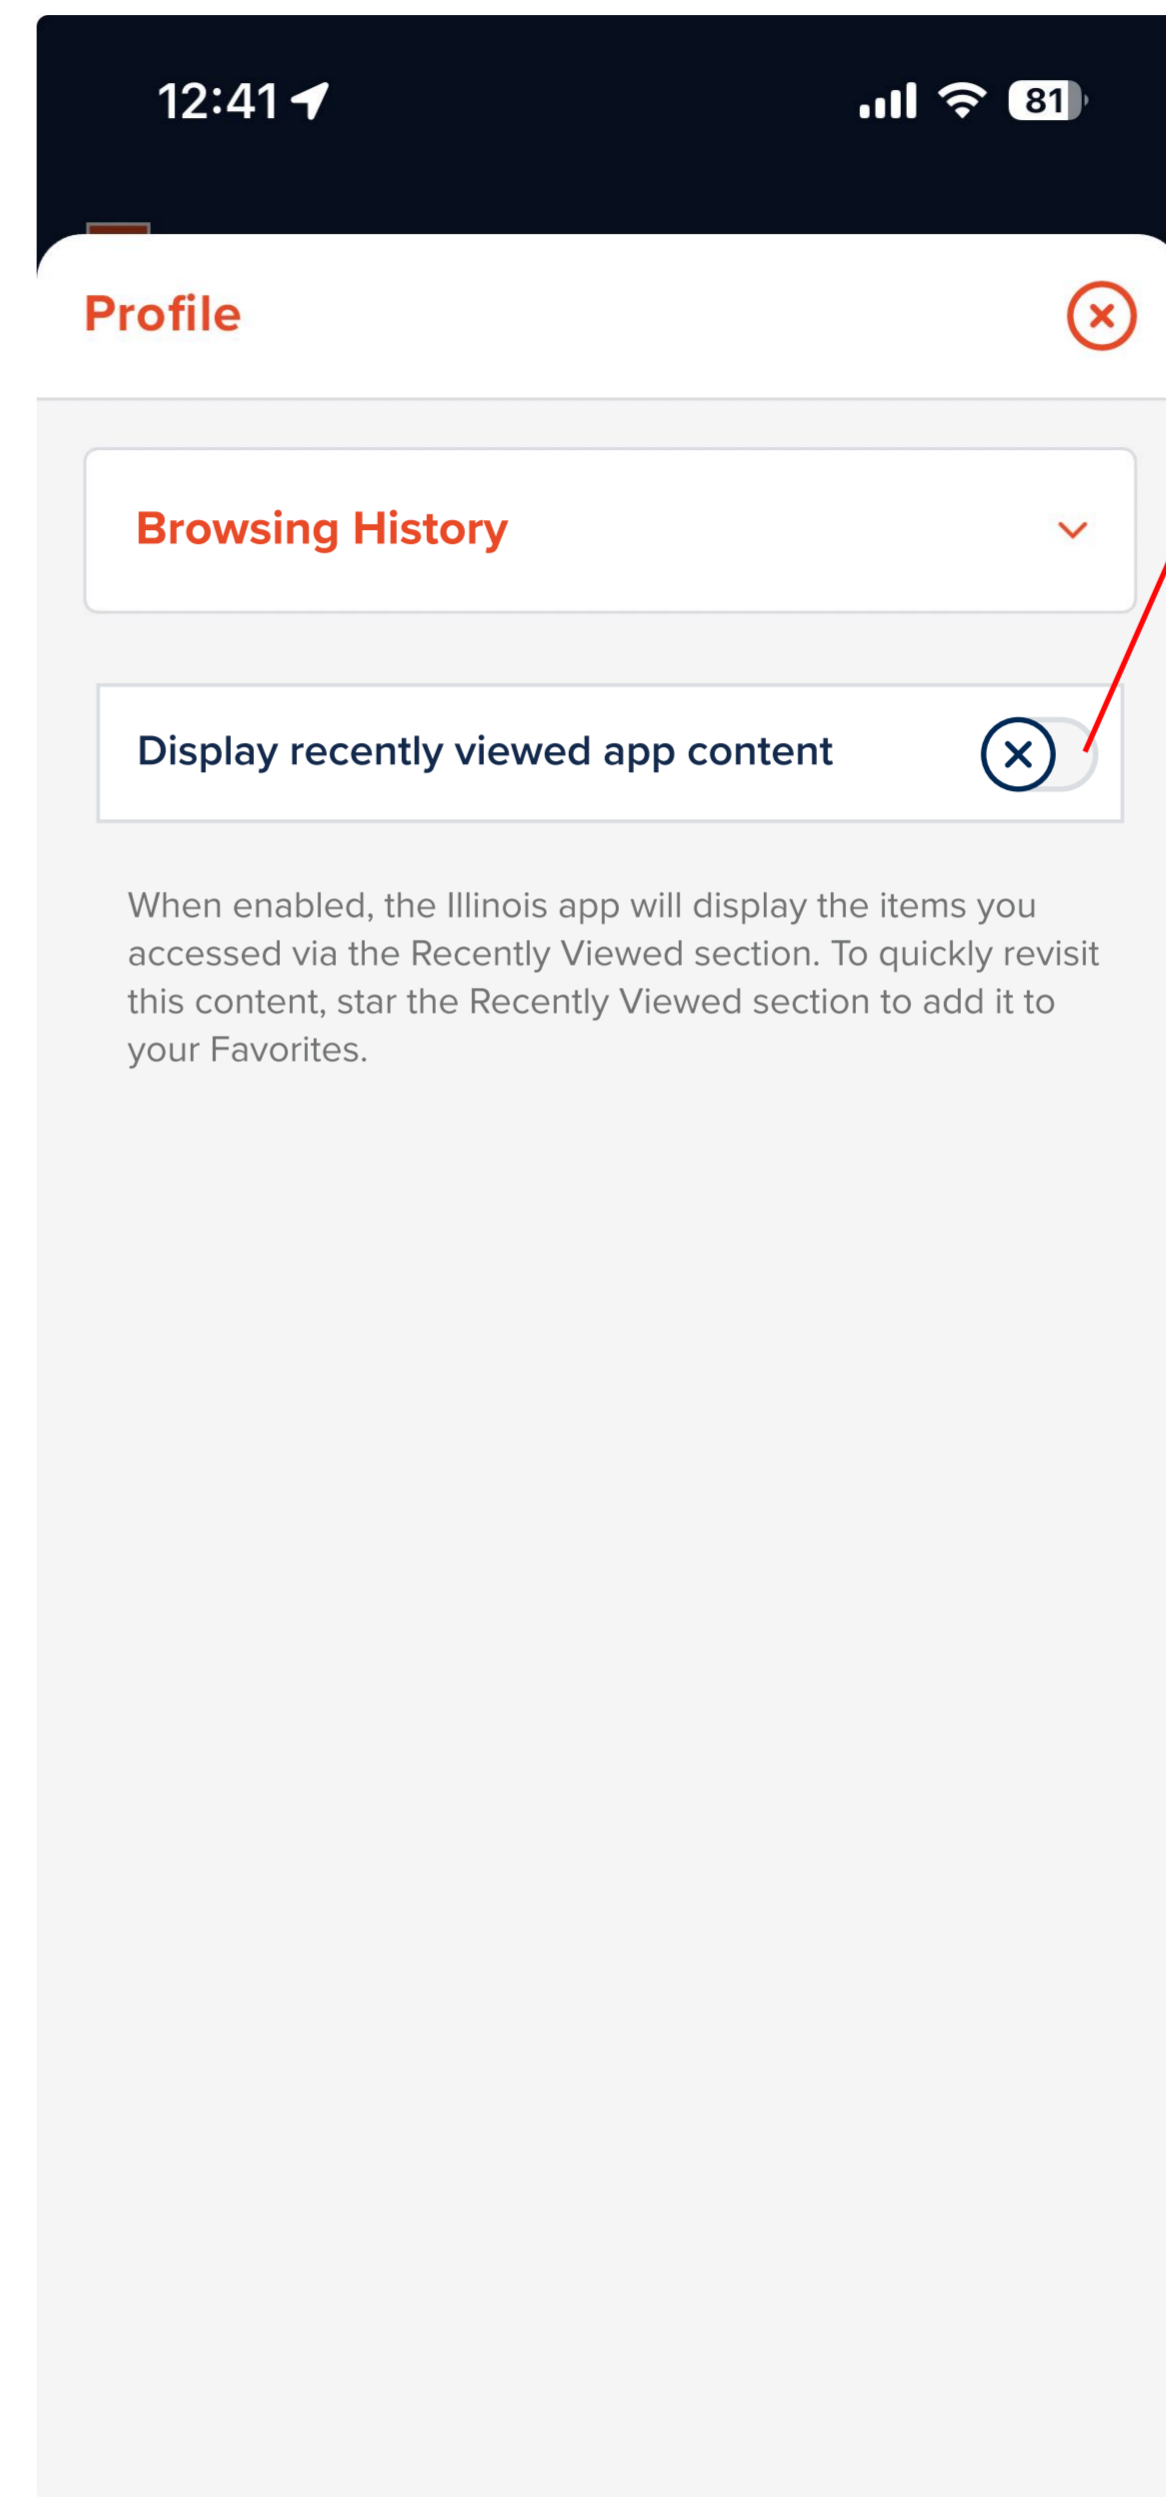 12:41
81
Profile
Browsing History
Display recently viewed app content
When enabled, the Illinois app will display the items you
accessed via the Recently Viewed section. To quickly revisit
this content, star the Recently Viewed section to add it to
your Favorites.